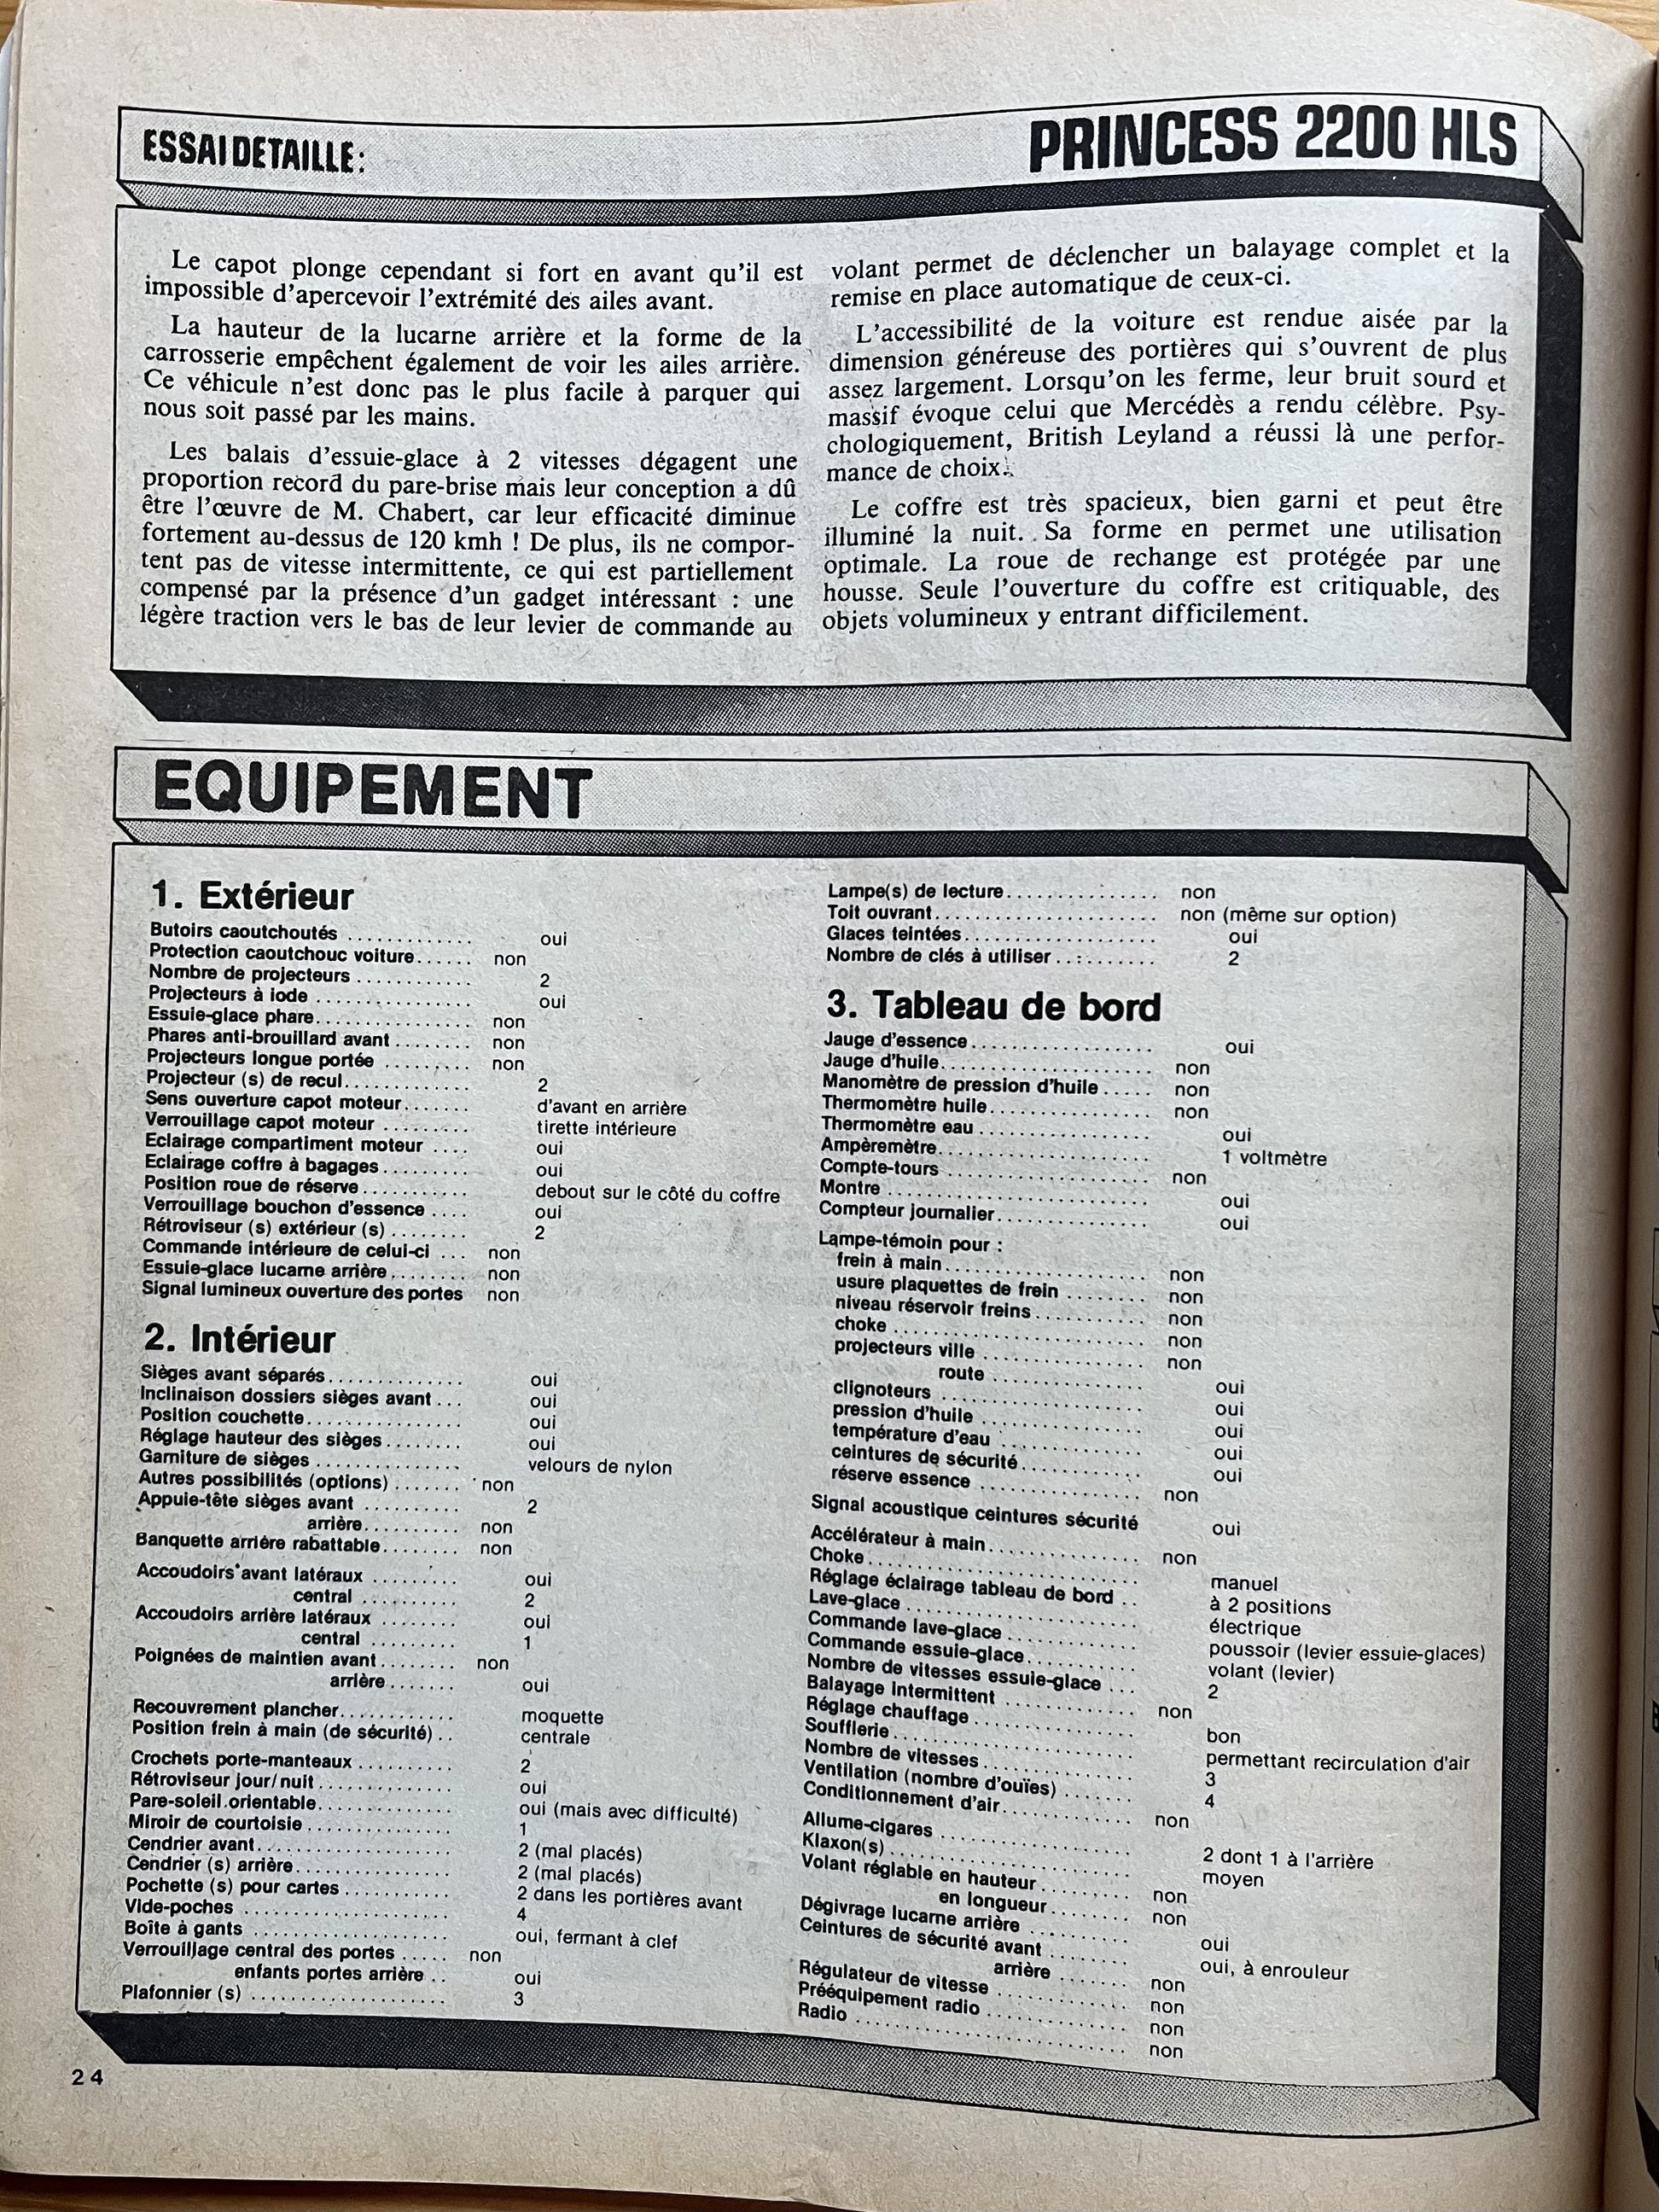 ESSAI DETAILLE:
PRINCESS 2200 HLS
Le capot plonge cependant si fort en avant qu'il est
impossible d'apercevoir l'extrémité des ailes avant.
La hauteur de la lucarne arrière et la forme de la
carrosserie empêchent également de voir les ailes arrière.
Ce véhicule n'est donc pas le plus facile à parquer qui
nous soit passé par les mains.
Les balais d'essuie-glace à 2 vitesses dégagent une
proportion record du pare-brise mais leur conception a dû
être l'œuvre de M. Chabert, car leur efficacité diminue
fortement au-dessus de 120 kmh ! De plus, ils ne compor-
tent pas de vitesse intermittente, ce qui est partiellement
compensé par la présence d'un gadget intéressant : une
légère traction vers le bas de leur levier de commande au
volant permet de déclencher un balayage complet et la
remise en place automatique de ceux-ci.
L'accessibilité de la voiture est rendue aisée par la
dimension généreuse des portières qui s'ouvrent de plus
assez largement. Lorsqu'on les ferme, leur bruit sourd et
massif évoque celui que Mercédès a rendu célèbre. Psy-
chologiquement, British Leyland a réussi là une perfor-
mance de choix.
Le coffre est très spacieux, bien garni et peut être
illuminé la nuit. Sa forme en permet une utilisation
optimale. La roue de rechange est protégée par une
housse. Seule l'ouverture du coffre est critiquable, des
objets volumineux y entrant difficilement.
EQUIPEMENT
1. Extérieur
Butoirs caoutchoutés ............. oui
Protection caoutchouc voiture...... non
Nombre de projecteurs ............ 2
Projecteurs à iode ................ oui
Essuie-glace phare................ non
Phares anti-brouillard avant ........ non
Projecteurs longue portée ......... non
Projecteur (s) de recul............. 2
Sens ouverture capot moteur....... d'avant en arrière
Verrouillage capot moteur ......... tirette intérieure
Eclairage compartiment moteur .... oui
Eclairage coffre à bagages......... oui
Position roue de réserve........... debout sur le côté du coffre
Verrouillage bouchon d'essence .... oui
Rétroviseur (s) extérieur (s) ........ 2
Commande intérieure de celui-ci ... non
Essuie-glace lucarne arrière........ non
Signal lumineux ouverture des portes non
2. Intérieur
Sièges avant séparés.............. oui
Inclinaison dossiers sièges avant ... oui
Position couchette................ oui
Réglage hauteur des sièges........ oui
Garniture de sièges ............... velours de nylon
Autres possibilités (options) ....... non
Appuie-tête sièges avant .......... 2
arrière.......... non
Banquette arrière rabattable........ non
Accoudoirs avant latéraux ......... oui
central .......... 2
Accoudoirs arrière latéraux ........ oui
central ......... 1
Poignées de maintien avant........ non
arrière....... oui
Recouvrement plancher............ moquette
Position frein à main (de sécurité) .. centrale
Crochets porte-manteaux .......... 2
Rétroviseur jour/nuit .............. oui
Pare-soleil orientable.............. oui (mais avec difficulté)
Miroir de courtoisie ............... 1
Cendrier avant.................... 2 (mal placés)
Cendrier (s) arrière................ 2 (mal placés)
Pochette (s) pour cartes ........... 2 dans les portières avant
Vide-poches ..................... 4
Boîte à gants .................... oui, fermant à clef
Verrouillage central des portes ..... non
enfants portes arrière .. oui
Plafonnier (s) .................... 3
Lampe(s) de lecture............... non
Toit ouvrant...................... non (même sur option)
Glaces teintées................... oui
Nombre de clés à utiliser .......... 2
3. Tableau de bord
Jauge d'essence .................. oui
Jauge d'huile..................... non
Manomètre de pression d'huile ..... non
Thermomètre huile................ non
Thermomètre eau ................. oui
Ampèremètre..................... 1 voltmètre
Compte-tours .................... non
Montre .......................... oui
Compteur journalier............... oui
Lampe-témoin pour :
frein à main.................... non
usure plaquettes de frein ........ non
niveau réservoir freins ........... non
choke ......................... non
projecteurs ville ................ non
route ............... oui
clignoteurs .................... oui
pression d'huile ................ oui
température d'eau .............. oui
ceintures de sécurité............ oui
réserve essence ................ non
Signal acoustique ceintures sécurité oui
Accélérateur à main............... non
Choke........................... manuel
Réglage éclairage tableau de bord .. à 2 positions
Lave-glace ....................... électrique
Commande lave-glace ............. poussoir (levier essuie-glaces)
Commande essuie-glace........... volant (levier)
Nombre de vitesses essuie-glace ... 2
Balayage intermittent ............. non
Réglage chauffage ................ bon
Soufflerie........................ permettant recirculation d'air
Nombre de vitesses ............... 3
Ventilation (nombre d'ouïes) ....... 4
Conditionnement d'air............. non
Allume-cigares ................... 2 dont 1 à l'arrière
Klaxon(s) ........................ moyen
Volant réglable en hauteur ......... non
en longueur........ non
Dégivrage lucarne arrière .......... oui
Ceintures de sécurité avant ........ oui, à enrouleur
arrière ....... non
Régulateur de vitesse ............. non
Prééquipement radio .............. non
Radio ........................... non
24